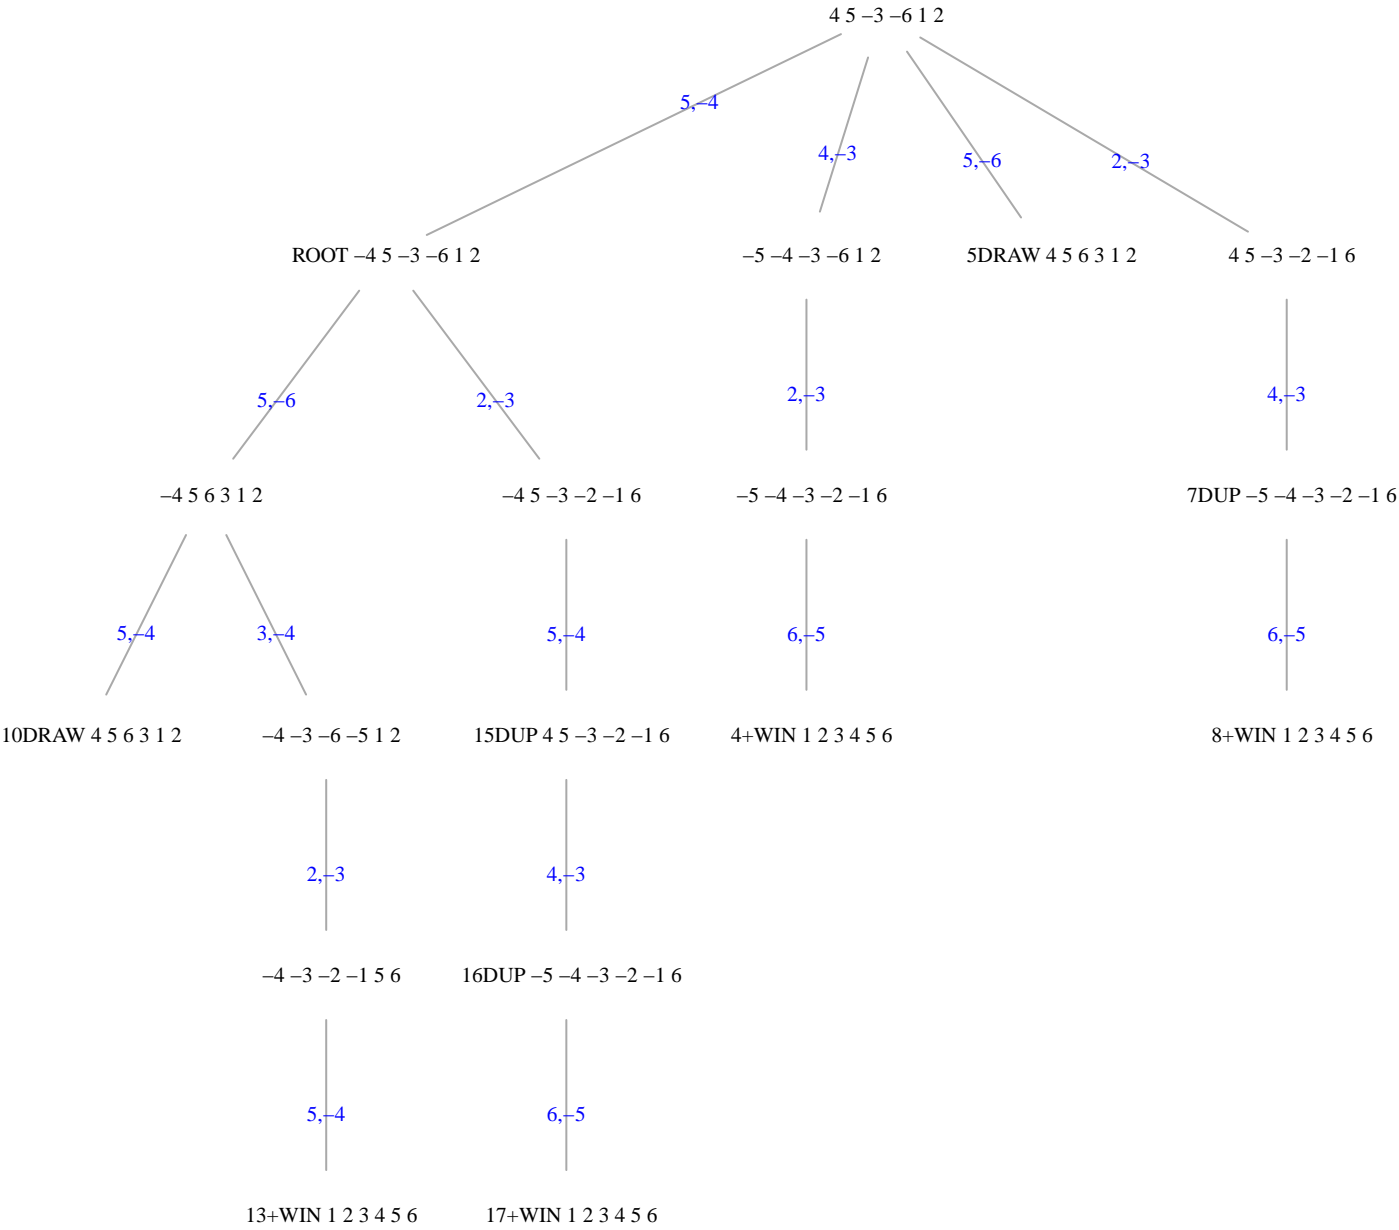 4 5 –3 –6 1 2
5,–4
4,–3
5,–6
2,–3
ROOT –4 5 –3 –6 1 2
–5 –4 –3 –6 1 2
5DRAW 4 5 6 3 1 2
4 5 –3 –2 –1 6
5,–6
2,–3
2,–3
4,–3
–4 5 6 3 1 2
–4 5 –3 –2 –1 6
–5 –4 –3 –2 –1 6
7DUP –5 –4 –3 –2 –1 6
5,–4
3,–4
5,–4
6,–5
6,–5
10DRAW 4 5 6 3 1 2
–4 –3 –6 –5 1 2
15DUP 4 5 –3 –2 –1 6
4+WIN 1 2 3 4 5 6
8+WIN 1 2 3 4 5 6
2,–3
4,–3
–4 –3 –2 –1 5 6
16DUP –5 –4 –3 –2 –1 6
5,–4
6,–5
13+WIN 1 2 3 4 5 6
17+WIN 1 2 3 4 5 6